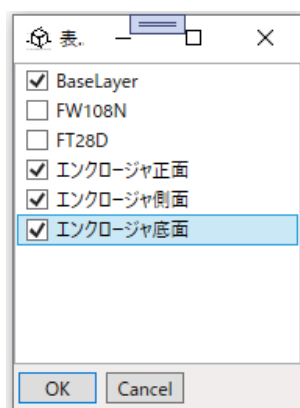 表..
BaseLayer
FW108N
FT28D
エンクロージャ正面
エンクロージャ側面
エンクロージャ底面
OK
Cancel